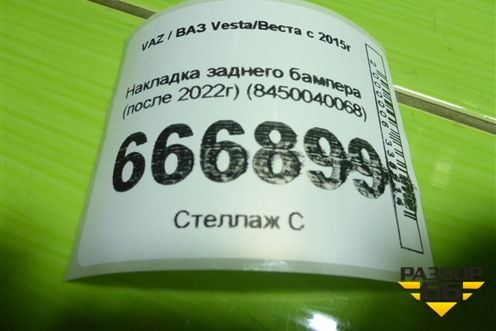 VAZ / ВАЗ Vesta/Веста с 2015г
Накладка заднего бампера
(после 2022г) (8450040068)
666899
Стеллаж С
РАЗБОР
66